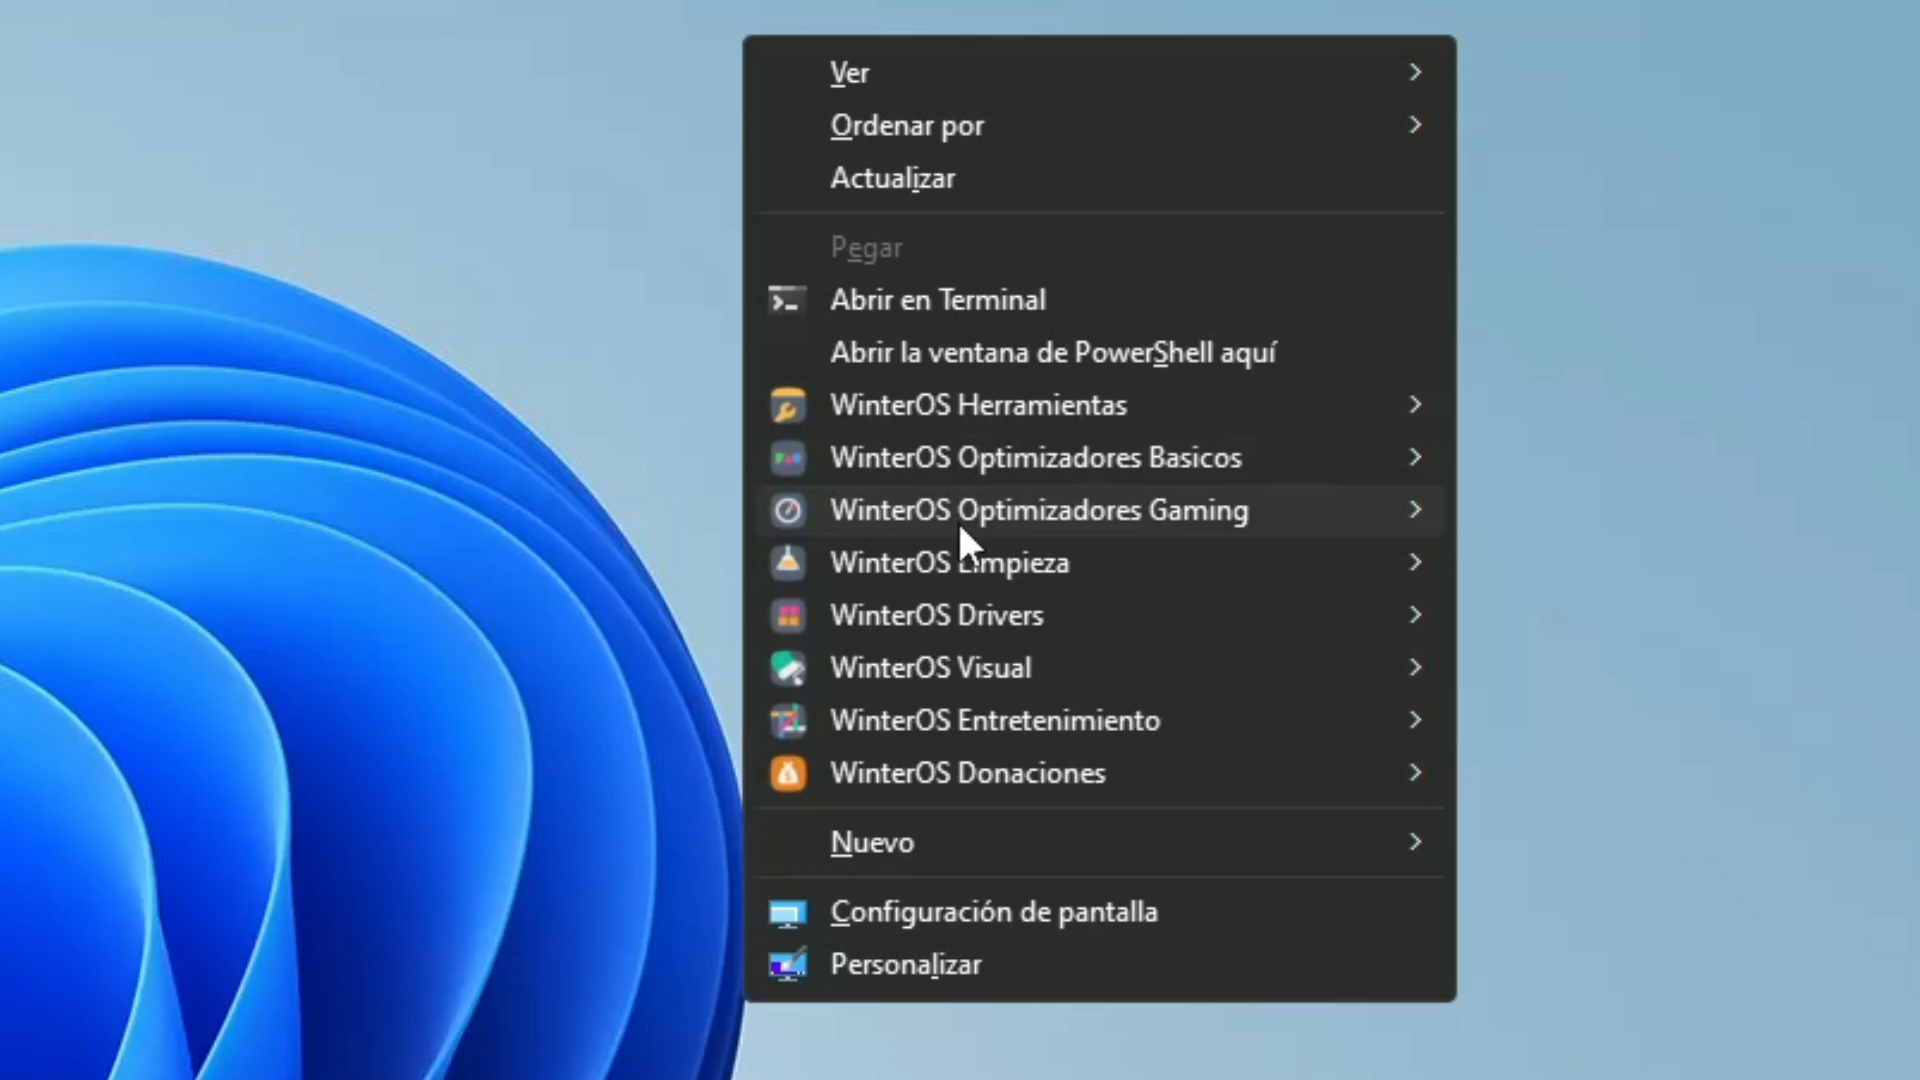 Ver
Ordenar por
Actualizar
Pegar
Abrir en Terminal
Abrir la ventana de PowerShell aquí
WinterOS Herramientas
WinterOS Optimizadores Basicos
WinterOS Optimizadores Gaming
WinterOS Limpieza
WinterOS Drivers
WinterOS Visual
WinterOS Entretenimiento
WinterOS Donaciones
Nuevo
Configuración de pantalla
Personalizar